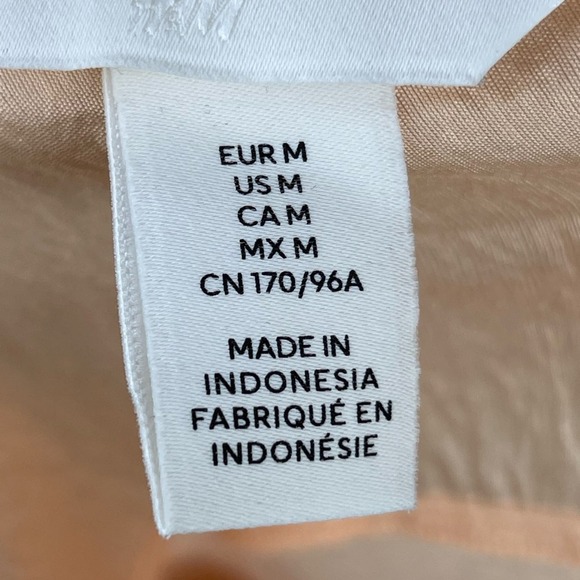 H&M
EUR M
US M
CA M
MX M
CN 170/96A
MADE IN
INDONESIA
FABRIQUÉ EN
INDONÉSIE